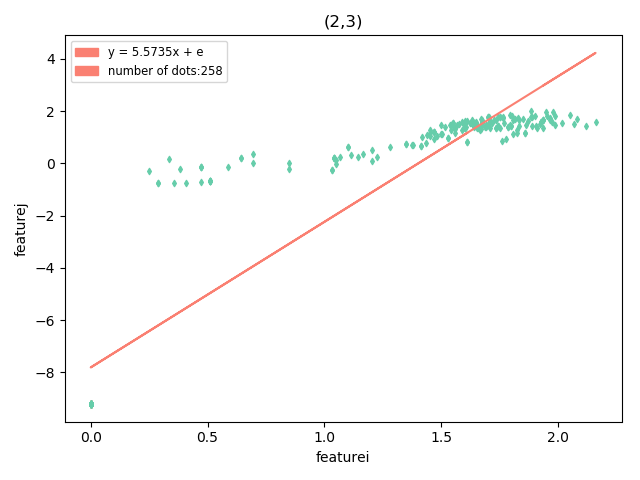 (2,3)
y = 5.5735x + e
number of dots:258
4
2
0
−2
−4
−6
−8
featurej
0.0 0.5 1.0 1.5 2.0
featurei